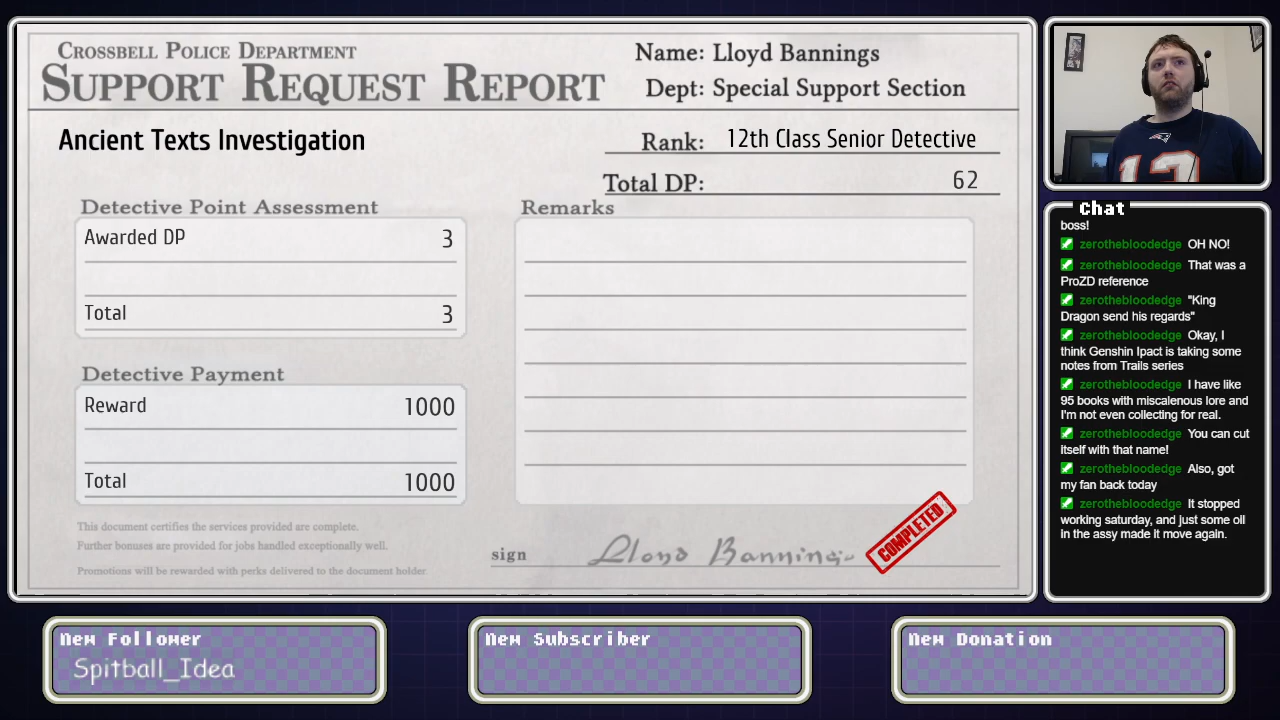 CROSSBELL POLICE DEPARTMENT
SUPPORT REQUEST REPORT
Name: Lloyd Bannings
Dept: Special Support Section
Ancient Texts Investigation
Rank: 12th Class Senior Detective
Total DP: 62
Detective Point Assessment
Awarded DP 3
Total 3
Detective Payment
Reward 1000
Total 1000
Remarks
This document certifies the services provided are complete.
Further bonuses are provided for jobs handled exceptionally well.
Promotions will be rewarded with perks delivered to the document holder.
sign Lloyd Bannings
COMPLETED
chat
boss!
zerothebloodedge OH NO!
zerothebloodedge That was a
ProZD reference
zerothebloodedge "King
Dragon send his regards"
zerothebloodedge Okay, I
think Genshin Ipact is taking some
notes from Trails series
zerothebloodedge I have like
95 books with miscalenous lore and
I'm not even collecting for real.
zerothebloodedge You can cut
itself with that name!
zerothebloodedge Also, got
my fan back today
zerothebloodedge It stopped
working saturday, and just some oil
in the assy made it move again.
New Follower
Spitball_Idea
New Subscriber
New Donation